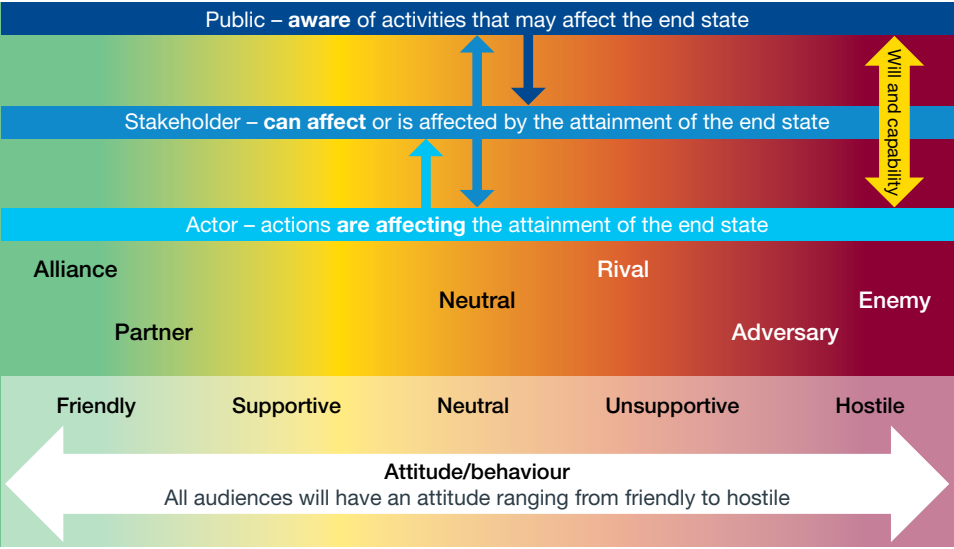 Public – aware of activities that may affect the end state
Will and capability
Stakeholder – can affect or is affected by the attainment of the end state
Actor – actions are affecting the attainment of the end state
Alliance
Rival
Neutral
Enemy
Partner
Adversary
Friendly
Supportive
Neutral
Unsupportive
Hostile
Attitude/behaviour
All audiences will have an attitude ranging from friendly to hostile